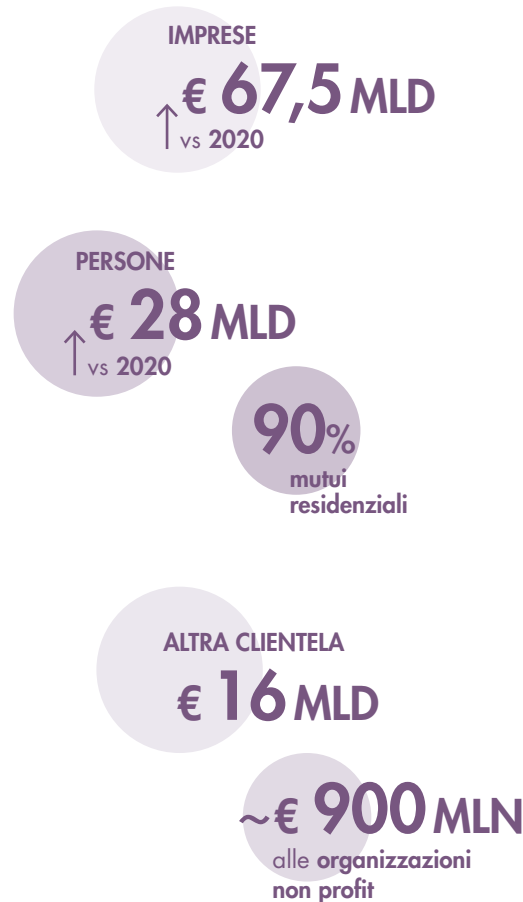 IMPRESE
€ 67,5 MLD
vs 2020
PERSONE
€ 28 MLD
vs 2020
90%
mutui
residenziali
ALTRA CLIENTELA
€ 16 MLD
~€ 900 MLN
alle organizzazioni
non profit